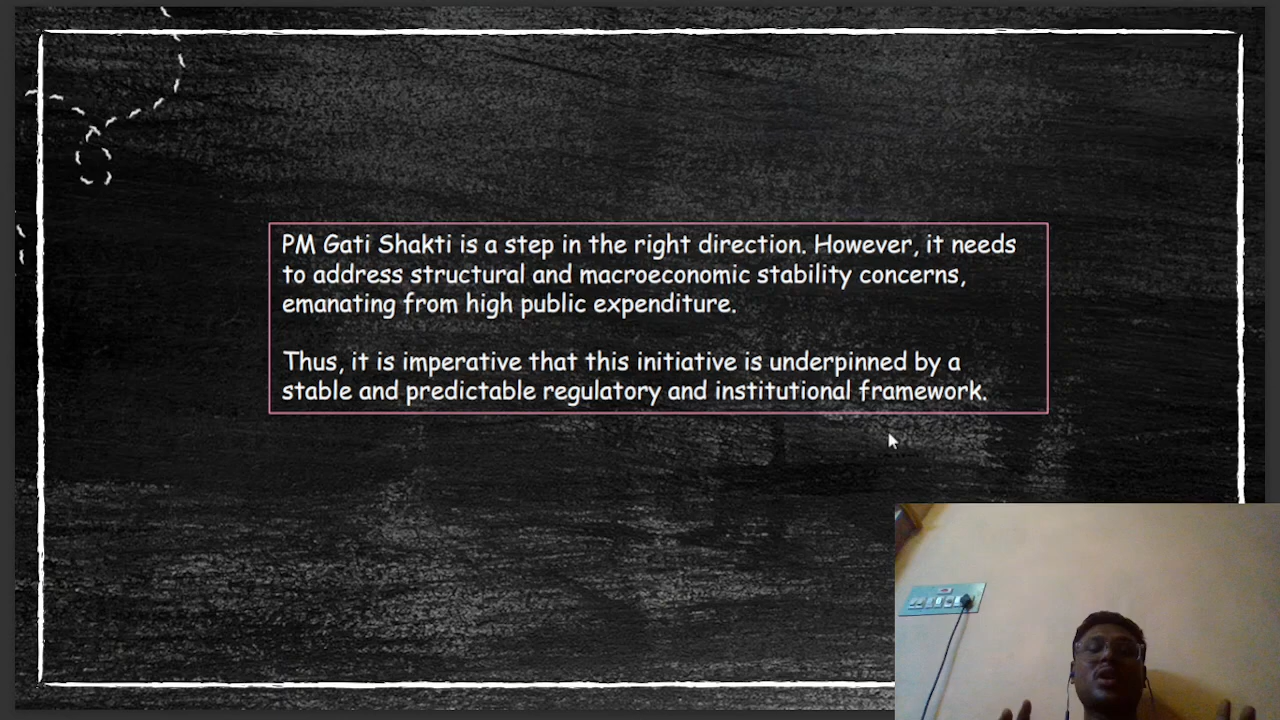 PM Gati Shakti is a step in the right direction. However, it needs
to address structural and macroeconomic stability concerns,
emanating from high public expenditure.
Thus, it is imperative that this initiative is underpinned by a
stable and predictable regulatory and institutional framework.